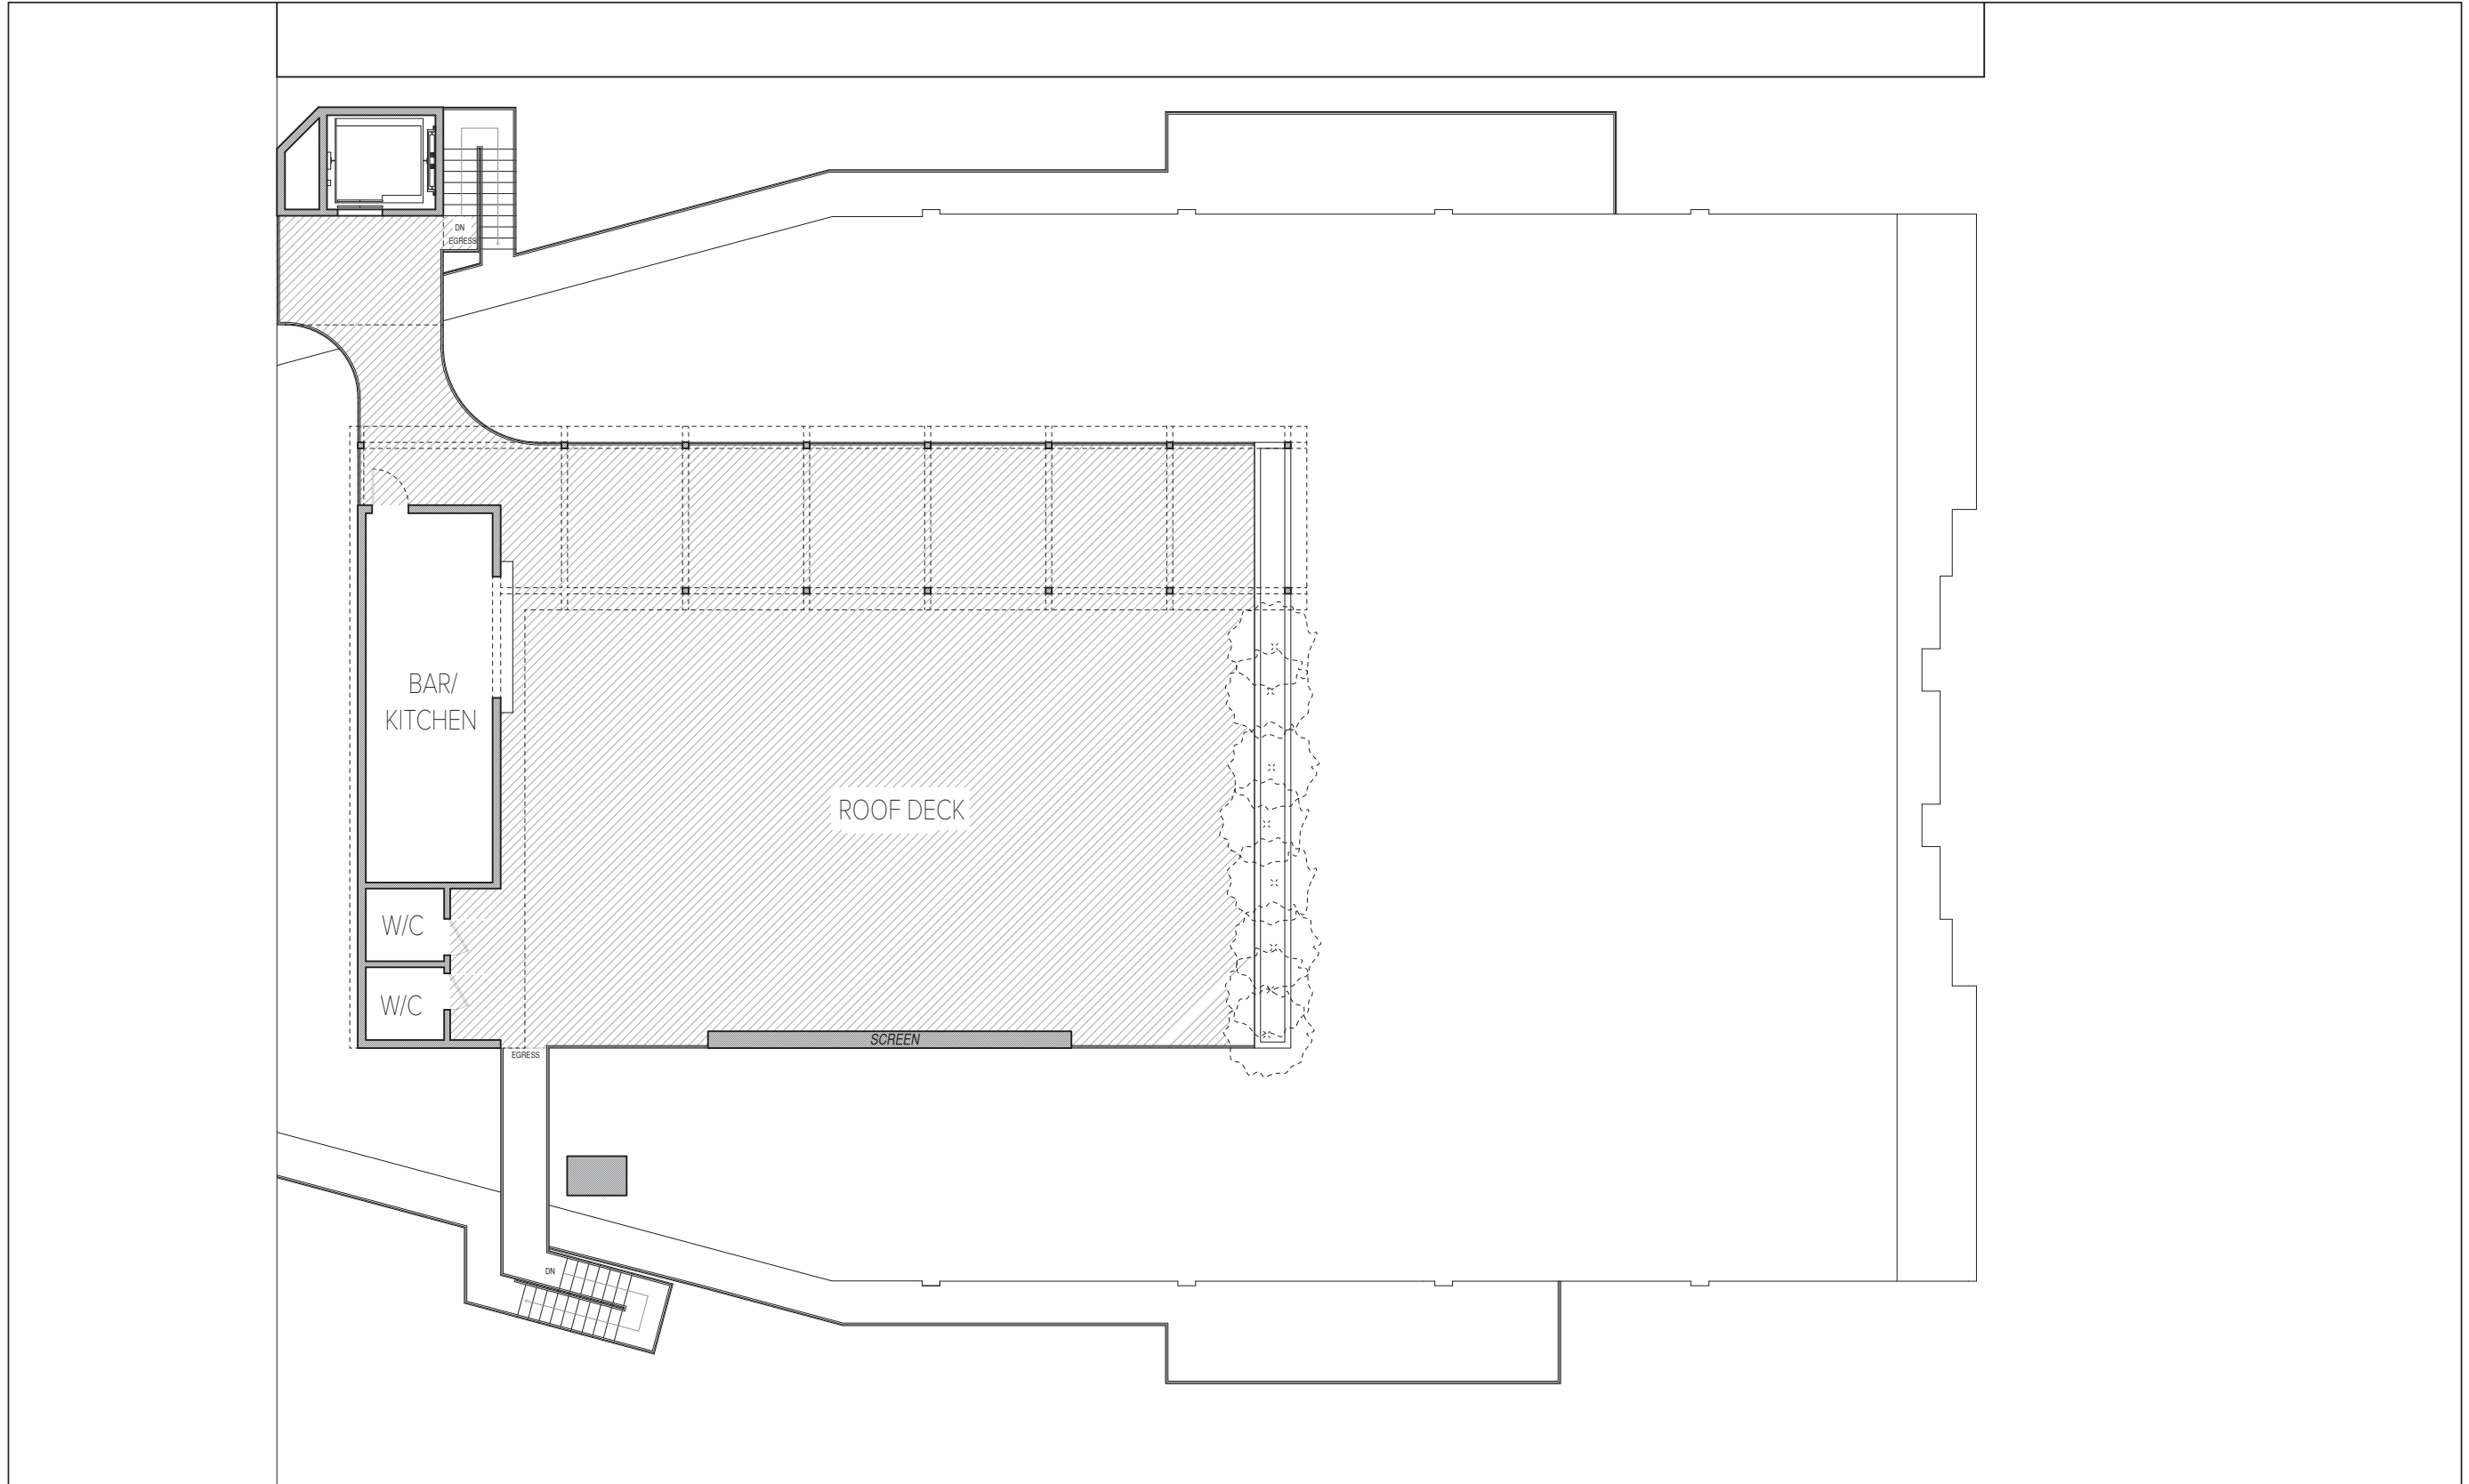 DN
EGRESS
BAR/
KITCHEN
ROOF DECK
W/C
W/C
SCREEN
EGRESS
DN